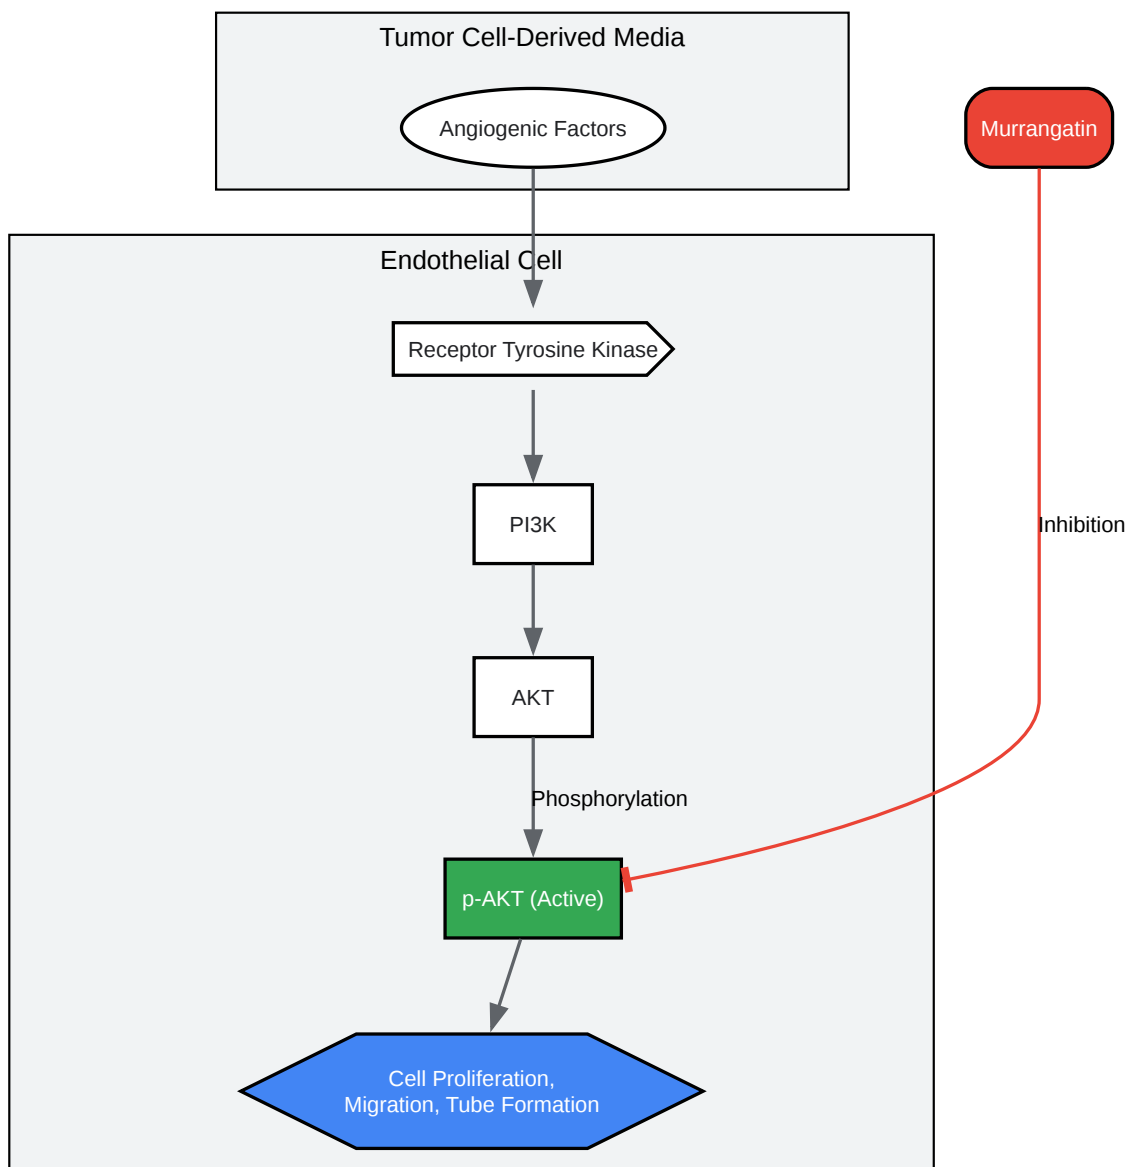 Tumor Cell-Derived Media
Angiogenic Factors
Murrangatin
Endothelial Cell
Receptor Tyrosine Kinase
PI3K
Inhibition
AKT
Phosphorylation
p-AKT (Active)
Cell Proliferation,
Migration, Tube Formation